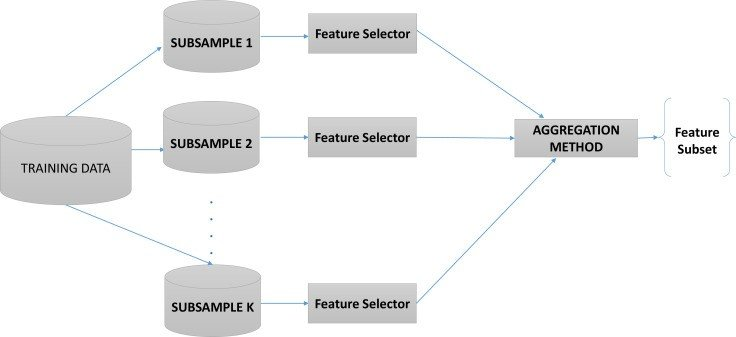 SUBSAMPLE 1
Feature Selector
TRAINING DATA
SUBSAMPLE 2
Feature Selector
AGGREGATION
METHOD
Feature
Subset
SUBSAMPLE K
Feature Selector